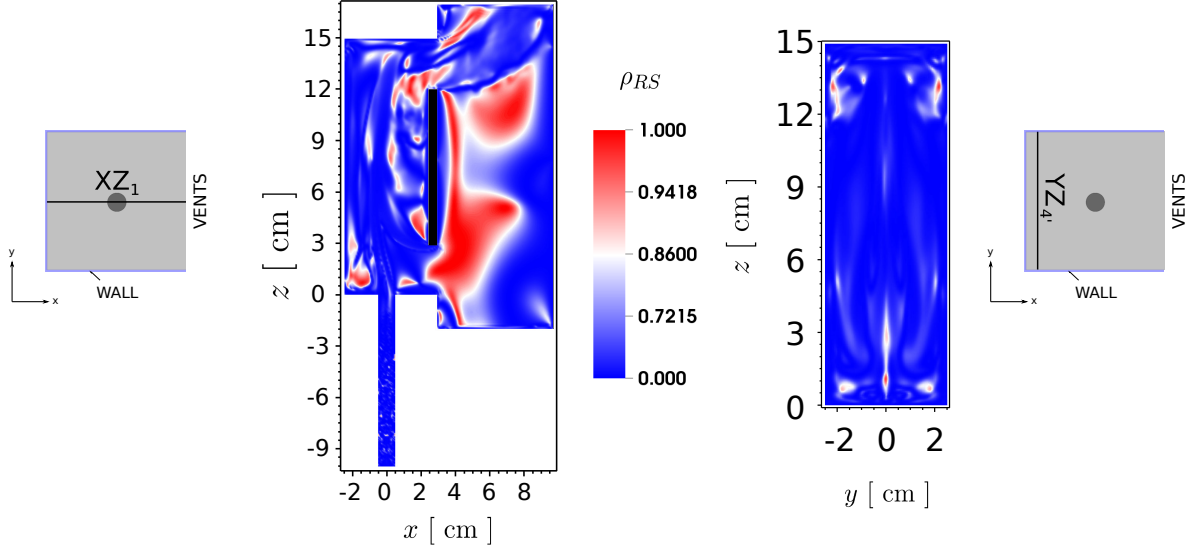 XZ1
VENTS
WALL
y
x
15
12
9
6
3
0
-3
-6
-9
z [ cm ]
-2 0 2 4 6 8
x [ cm ]
ρRS
1.000
0.9418
0.8600
0.7215
0.000
15
12
9
6
3
0
z [ cm ]
-2 0 2
y [ cm ]
YZ4'
VENTS
WALL
y
x